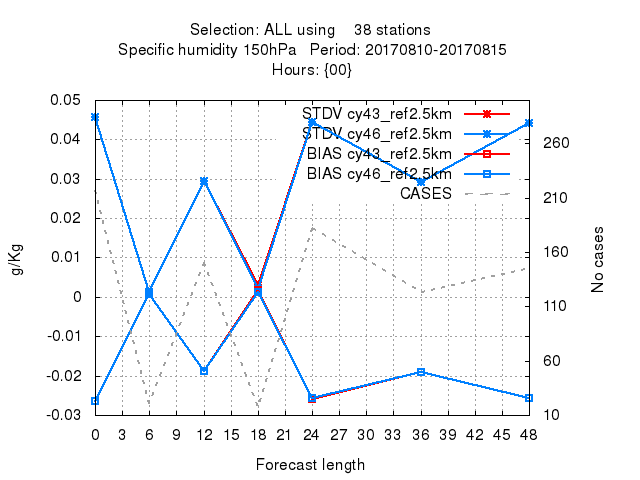 Selection: ALL using    38 stations
Specific humidity 150hPa   Period: 20170810-20170815
Hours: {00}
STDV cy43_ref2.5km
STDV cy46_ref2.5km
BIAS cy43_ref2.5km
BIAS cy46_ref2.5km
CASES
0.05
0.04
0.03
0.02
0.01
0
-0.01
-0.02
-0.03
g/Kg
260
210
160
110
60
10
No cases
0 3 6 9 12 15 18 21 24 27 30 33 36 39 42 45 48
Forecast length